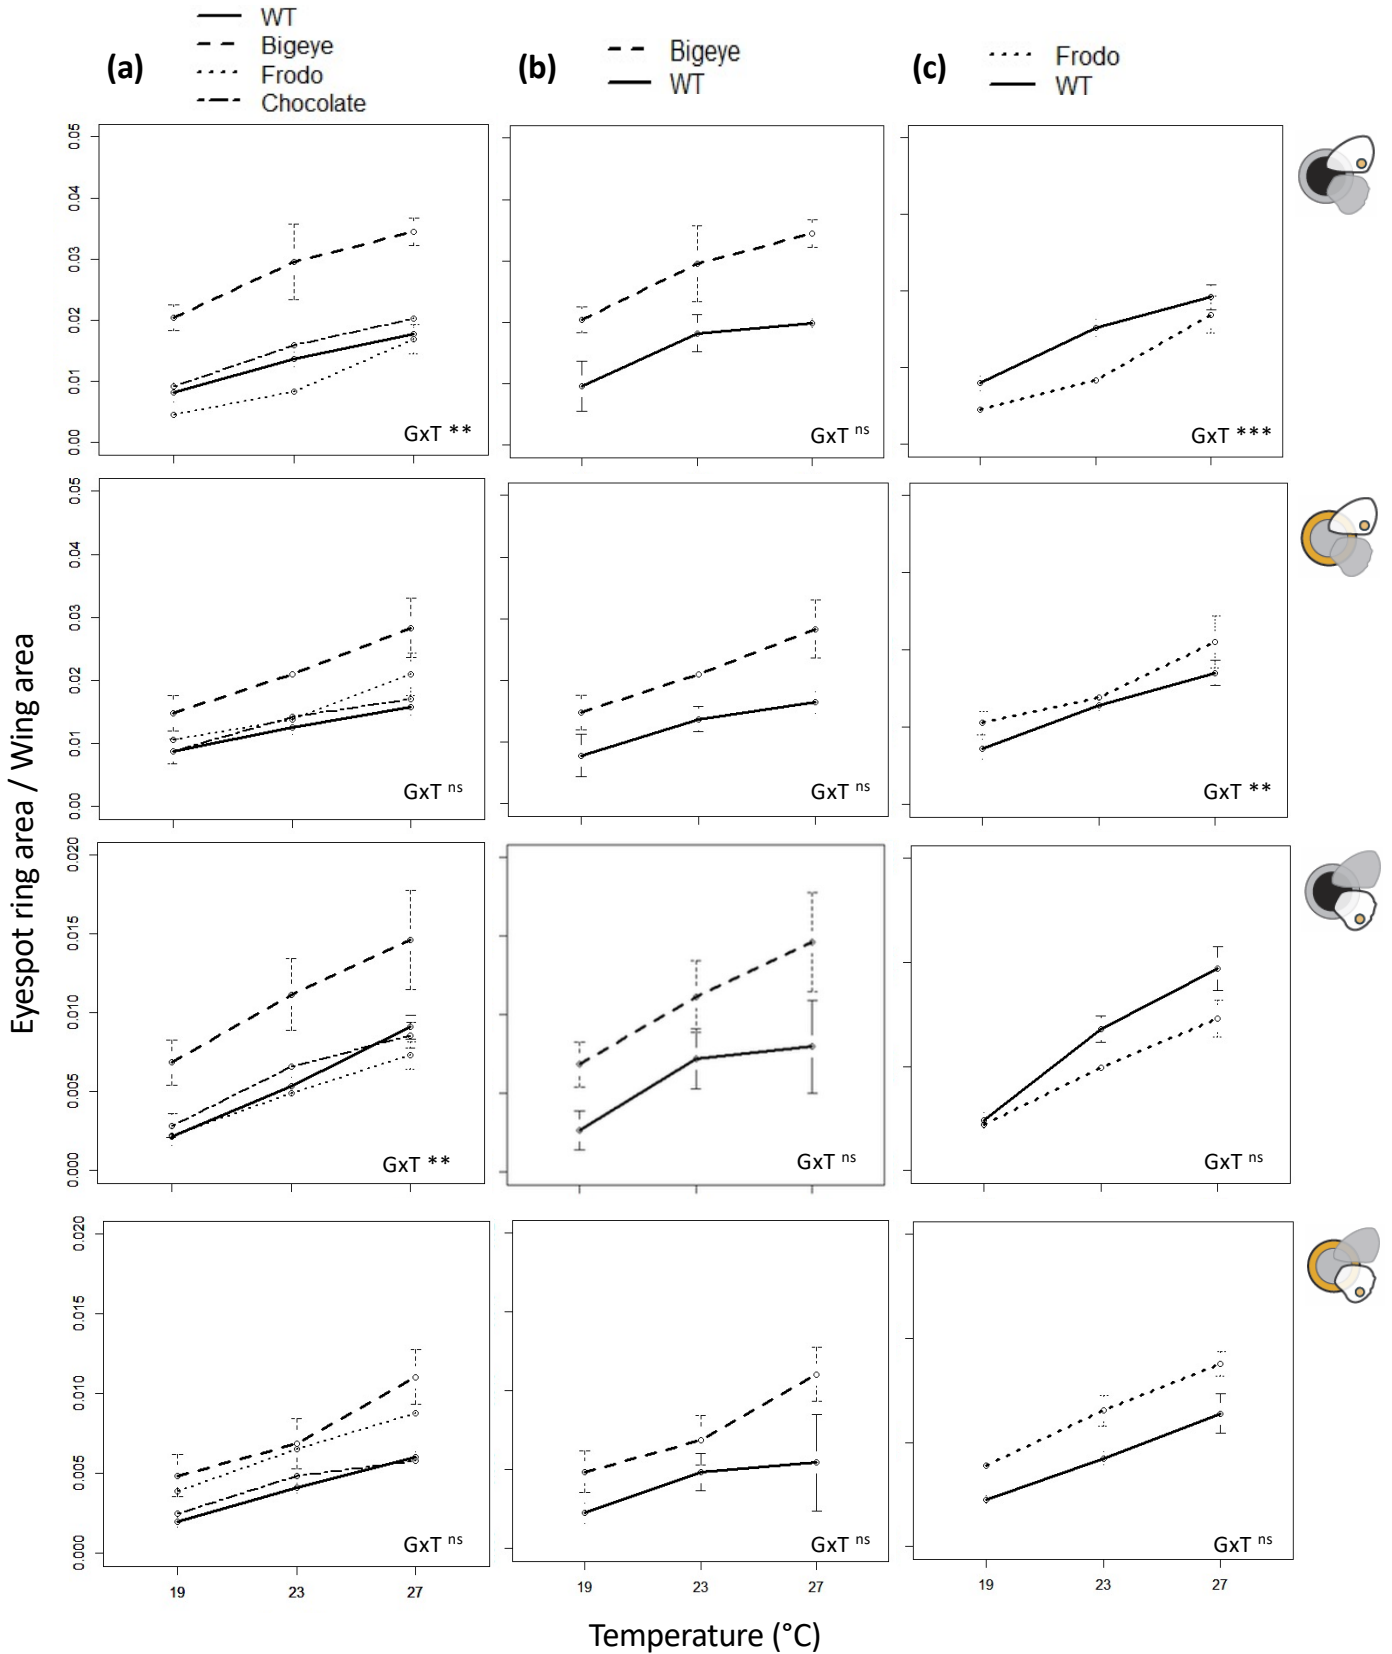 (a)
WT
Bigeye
Frodo
Chocolate
(b)
Bigeye
WT
(c)
Frodo
WT
Eyespot ring area / Wing area
0.05
0.04
0.03
0.02
0.01
0.00
GxT **
GxT ns
GxT ***
0.05
0.04
0.03
0.02
0.01
0.00
GxT ns
GxT ns
GxT **
0.020
0.015
0.010
0.005
0.000
GxT **
GxT ns
GxT ns
0.020
0.015
0.010
0.005
0.000
GxT ns
GxT ns
GxT ns
19 23 27
19 23 27
19 23 27
Temperature (°C)